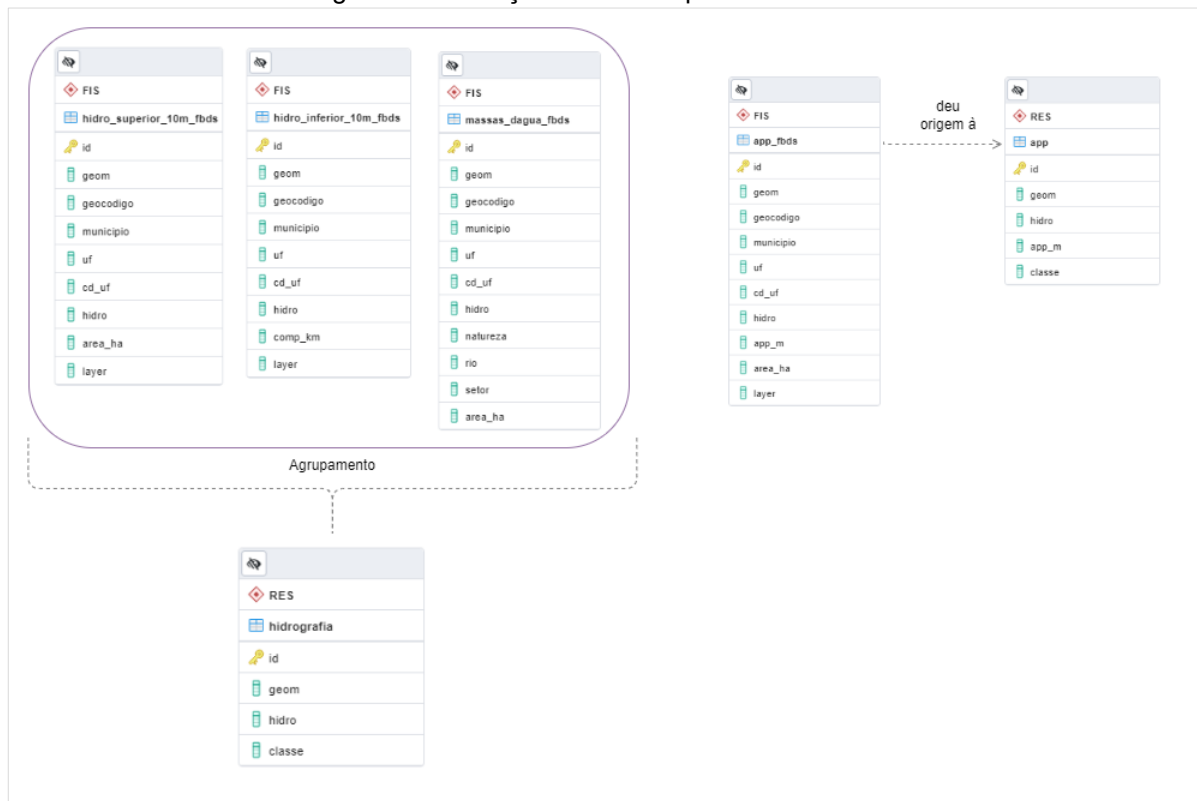 FIS
hidro_superior_10m_fbds
id
geom
geocodigo
municipio
uf
cd_uf
hidro
area_ha
layer
FIS
hidro_inferior_10m_fbds
id
geom
geocodigo
municipio
uf
cd_uf
hidro
comp_km
layer
FIS
massas_dagua_fbds
id
geom
geocodigo
municipio
uf
cd_uf
hidro
natureza
rio
setor
area_ha
Agrupamento
RES
hidrografia
id
geom
hidro
classe
FIS
app_fbds
id
geom
geocodigo
municipio
uf
cd_uf
hidro
app_m
area_ha
layer
deu
origem à
RES
app
id
geom
hidro
app_m
classe